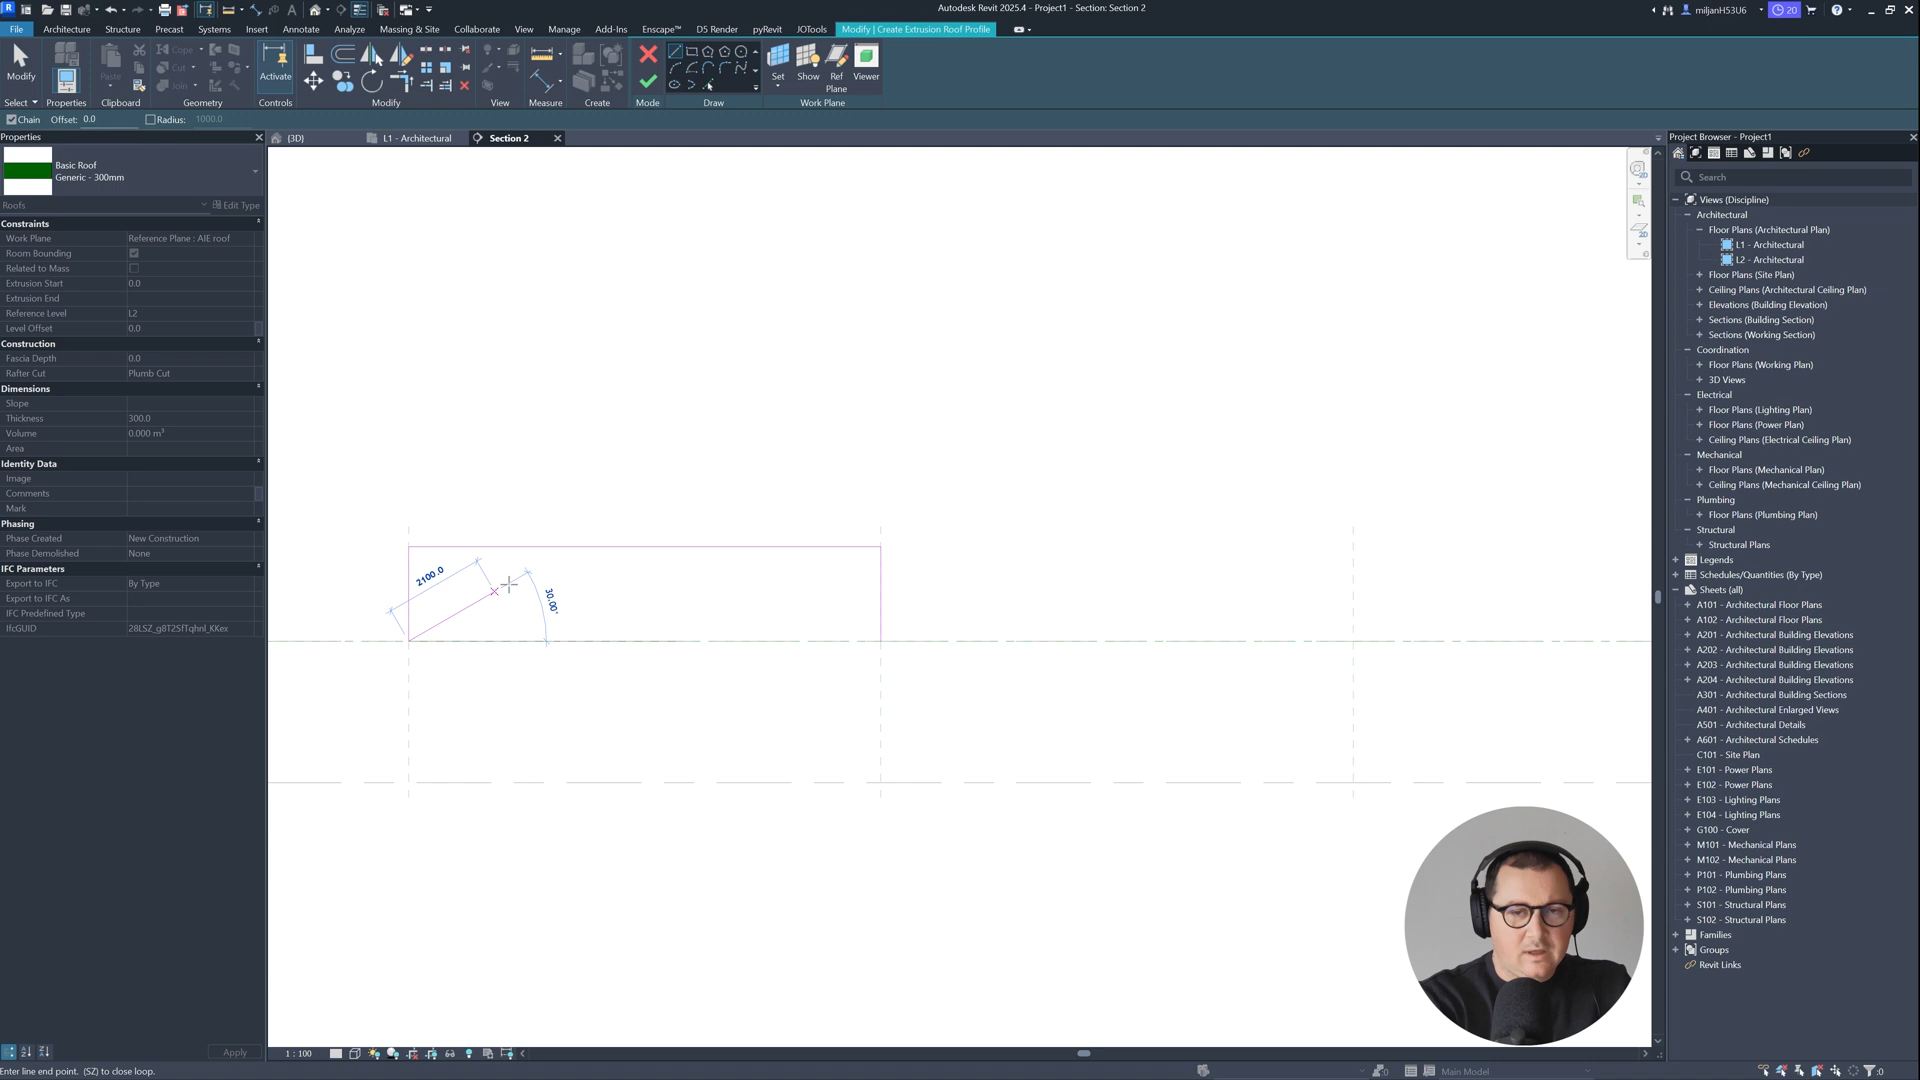 Autodesk Revit 2025.4 - Project1 - Section: Section 2
miljanH53U6
20
File
Architecture
Structure
Precast
Systems
Insert
Annotate
Analyze
Massing & Site
Collaborate
View
Manage
Add-Ins
Enscape™
D5 Render
pyRevit
JOTools
Modify | Create Extrusion Roof Profile
Modify
Paste
Cope
Cut
Join
Activate
Set
Show
Ref
Plane
Viewer
Select
Properties
Clipboard
Geometry
Controls
Modify
View
Measure
Create
Mode
Draw
Work Plane
Chain
Offset: 0.0
Radius: 1000.0
Properties
{3D}
L1 - Architectural
Section 2
Project Browser - Project1
Basic Roof
Generic - 300mm
Roofs
Edit Type
Constraints
Work Plane Reference Plane : AIE roof
Room Bounding
Related to Mass
Extrusion Start 0.0
Extrusion End
Reference Level L2
Level Offset 0.0
Construction
Fascia Depth 0.0
Rafter Cut Plumb Cut
Dimensions
Slope
Thickness 300.0
Volume 0.000 m³
Area
Identity Data
Image
Comments
Mark
Phasing
Phase Created New Construction
Phase Demolished None
IFC Parameters
Export to IFC By Type
Export to IFC As
IFC Predefined Type
IfcGUID 28LSZ_g8T2SfTqhnl_KKex
Apply
2100.0
30.00°
Search
Views (Discipline)
Architectural
Floor Plans (Architectural Plan)
L1 - Architectural
L2 - Architectural
Floor Plans (Site Plan)
Ceiling Plans (Architectural Ceiling Plan)
Elevations (Building Elevation)
Sections (Building Section)
Sections (Working Section)
Coordination
Floor Plans (Working Plan)
3D Views
Electrical
Floor Plans (Lighting Plan)
Floor Plans (Power Plan)
Ceiling Plans (Electrical Ceiling Plan)
Mechanical
Floor Plans (Mechanical Plan)
Ceiling Plans (Mechanical Ceiling Plan)
Plumbing
Floor Plans (Plumbing Plan)
Structural
Structural Plans
Legends
Schedules/Quantities (By Type)
Sheets (all)
A101 - Architectural Floor Plans
A102 - Architectural Floor Plans
A201 - Architectural Building Elevations
A202 - Architectural Building Elevations
A203 - Architectural Building Elevations
A204 - Architectural Building Elevations
A301 - Architectural Building Sections
A401 - Architectural Enlarged Views
A501 - Architectural Details
A601 - Architectural Schedules
C101 - Site Plan
E101 - Power Plans
E102 - Power Plans
E103 - Lighting Plans
E104 - Lighting Plans
G100 - Cover
M101 - Mechanical Plans
M102 - Mechanical Plans
P101 - Plumbing Plans
P102 - Plumbing Plans
S101 - Structural Plans
S102 - Structural Plans
Families
Groups
Revit Links
1 : 100
Enter line end point. (SZ) to close loop.
:0
Main Model
:0